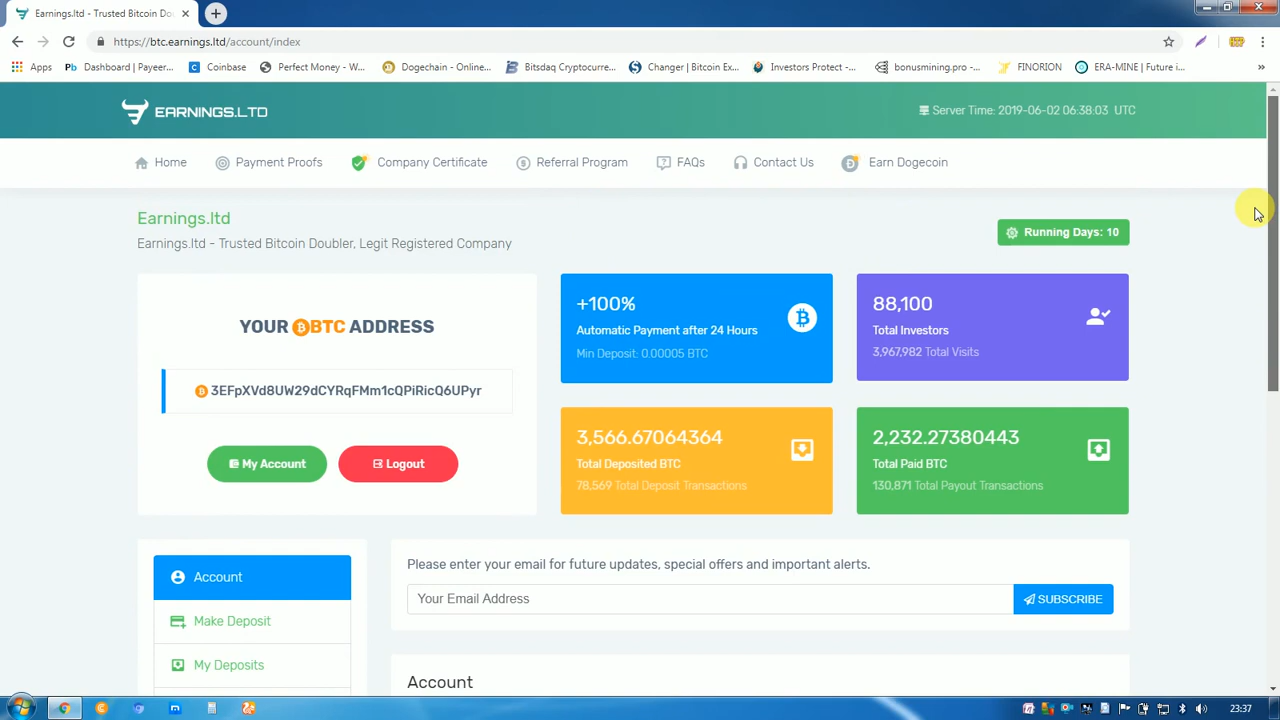 Earnings.ltd - Trusted Bitcoin Do
https://btc.earnings.ltd/account/index
Apps Dashboard | Payeer... Coinbase Perfect Money - W... Dogechain - Online... Bitsdaq Cryptocurre... Changer | Bitcoin Ex... Investors Protect -... bonusmining.pro -... FINORION ERA-MINE | Future i... »
EARNINGS.LTD
Server Time: 2019-06-02 06:38:03 UTC
Home Payment Proofs Company Certificate Referral Program FAQs Contact Us Earn Dogecoin
Earnings.ltd
Earnings.ltd - Trusted Bitcoin Doubler, Legit Registered Company
Running Days: 10
YOUR BTC ADDRESS
3EFpXVd8UW29dCYRqFMm1cQPiRicQ6UPyr
My Account Logout
+100%
Automatic Payment after 24 Hours
Min Deposit: 0.00005 BTC
88,100
Total Investors
3,967,982 Total Visits
3,566.67064364
Total Deposited BTC
78,569 Total Deposit Transactions
2,232.27380443
Total Paid BTC
130,871 Total Payout Transactions
Account
Make Deposit
My Deposits
Please enter your email for future updates, special offers and important alerts.
Your Email Address
SUBSCRIBE
Account
23:37